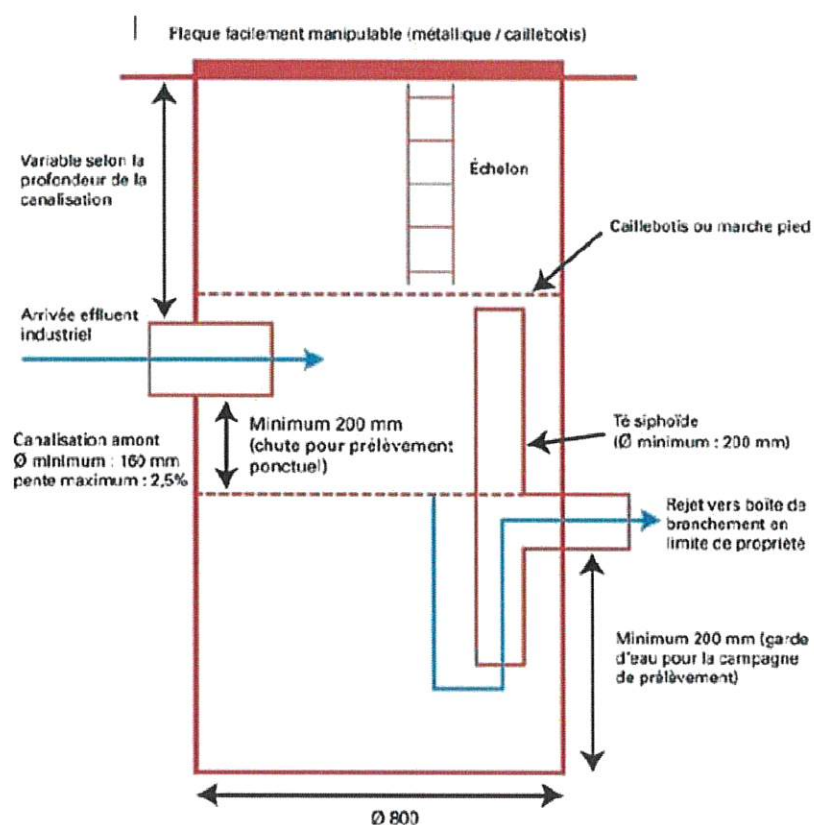 Plaque facilement manipulable (métallique / caillebotis)
Variable selon la
profondeur de la
canalisation
Échelon
Caillebotis ou marche pied
Arrivée effluent
industriel
Minimum 200 mm
(chute pour prélèvement
ponctuel)
Té siphoïde
(Ø minimum : 200 mm)
Canalisation amont
Ø minimum : 160 mm
pente maximum : 2,5%
Rejet vers boîte de
branchement en
limite de propriété
Minimum 200 mm (garde
d'eau pour la campagne
de prélèvement)
Ø 800